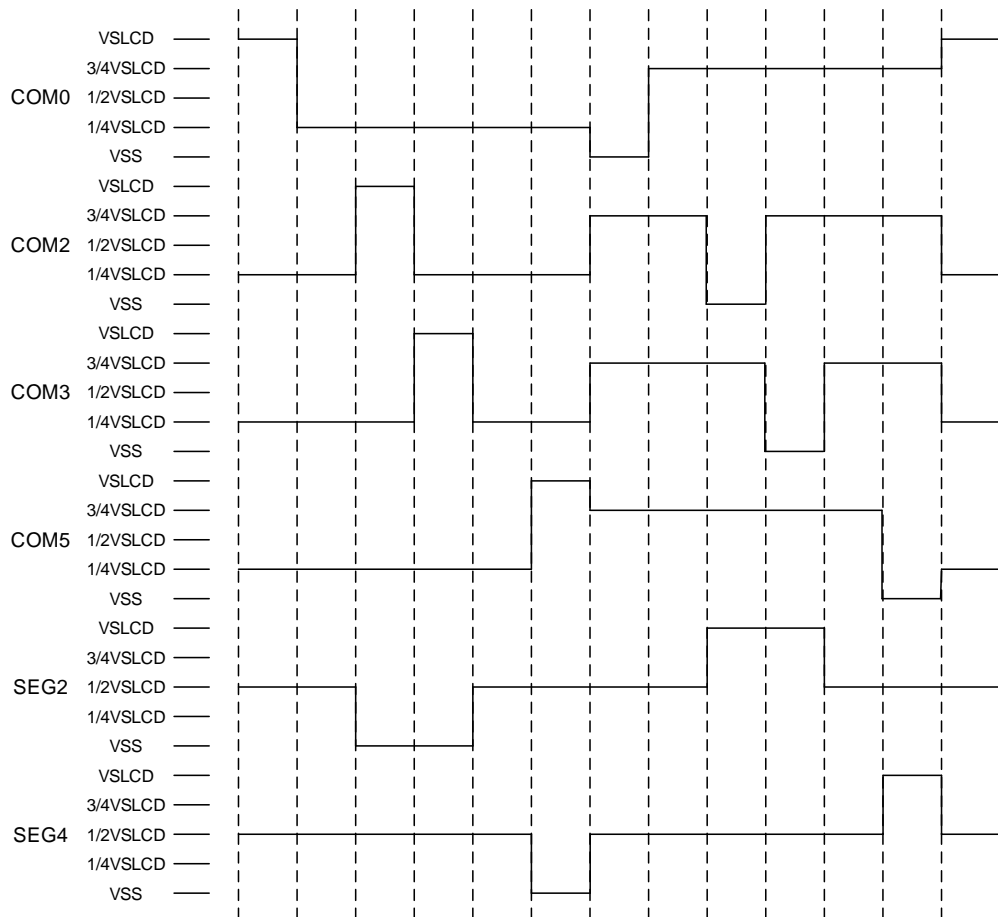 VSLCD
3/4VSLCD
COM0 1/2VSLCD
1/4VSLCD
VSS
VSLCD
3/4VSLCD
COM2 1/2VSLCD
1/4VSLCD
VSS
VSLCD
3/4VSLCD
COM3 1/2VSLCD
1/4VSLCD
VSS
VSLCD
3/4VSLCD
COM5 1/2VSLCD
1/4VSLCD
VSS
VSLCD
3/4VSLCD
SEG2 1/2VSLCD
1/4VSLCD
VSS
VSLCD
3/4VSLCD
SEG4 1/2VSLCD
1/4VSLCD
VSS